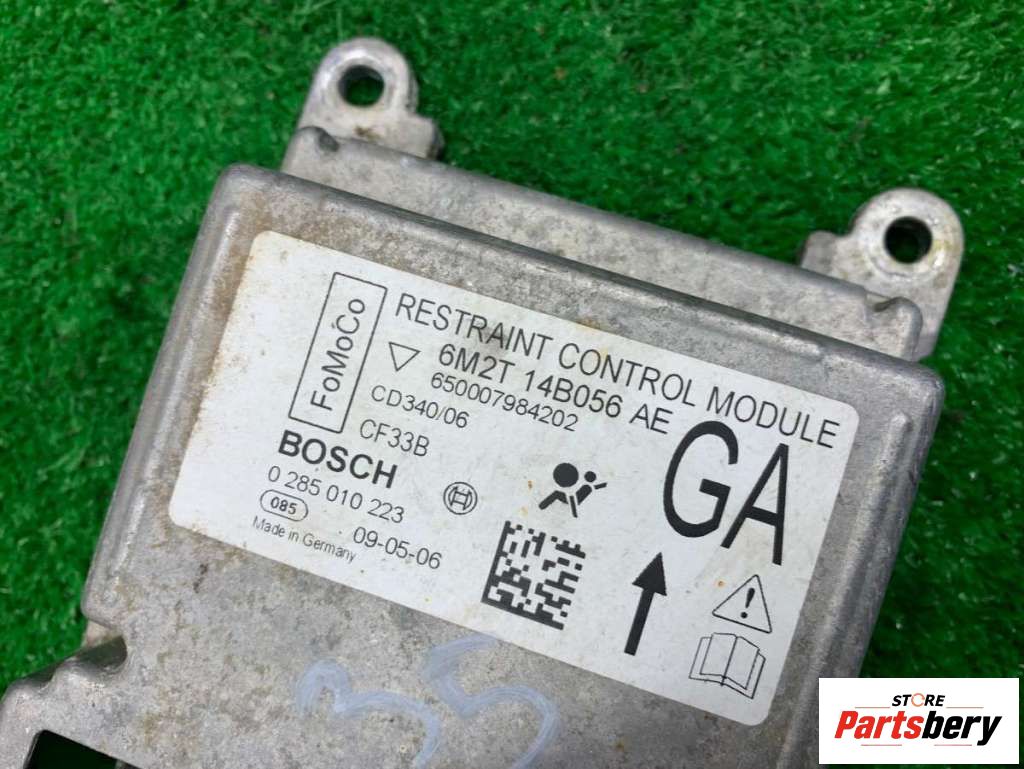 FoMoCo
RESTRAINT CONTROL MODULE
6M2T 14B056 AE
650007984202
CD340/06
CF33B
GA
BOSCH
0 285 010 223
085
09-05-06
Made in Germany
35
STORE
Partsbery